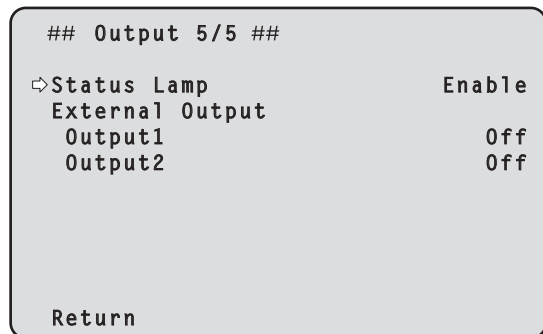 ## Output 5/5 ##
⇨Status Lamp Enable
External Output
Output1 Off
Output2 Off
Return